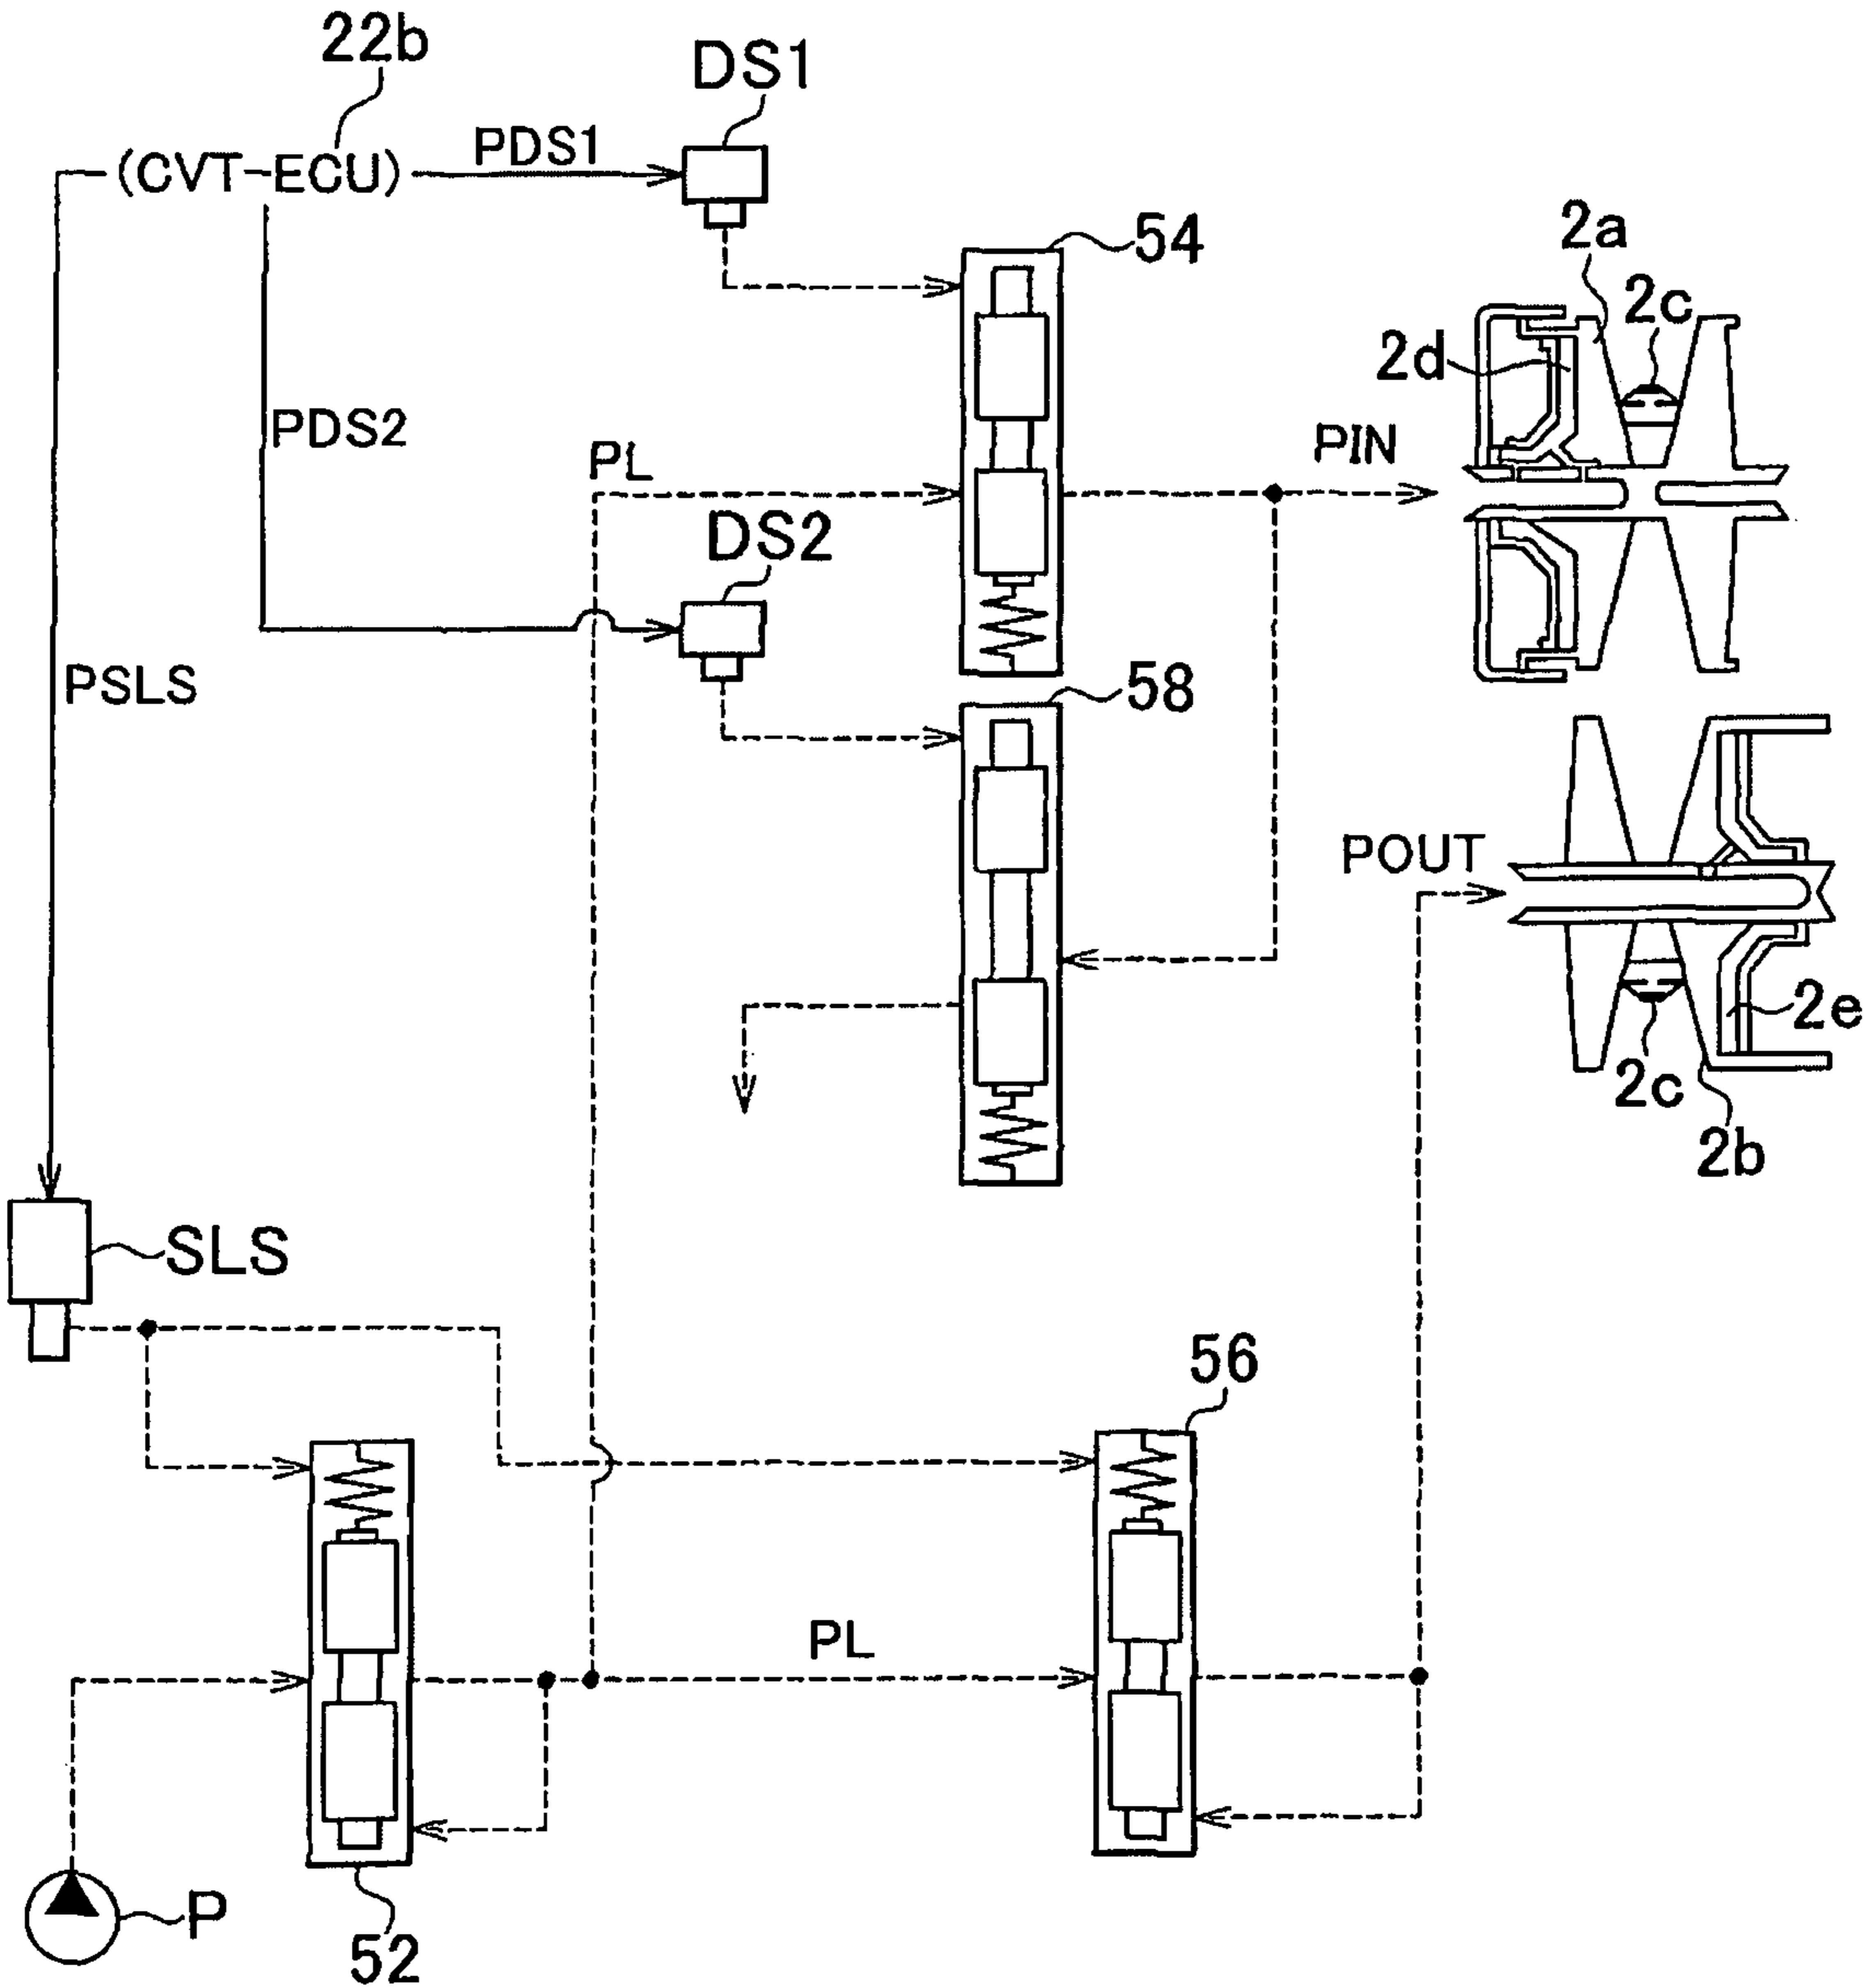 22b
DS1
(CVT-ECU)
PDS1
54
2a
2c
2d
PDS2
PL
PIN
DS2
PSLS
58
POUT
2e
2c
2b
SLS
56
PL
P
52